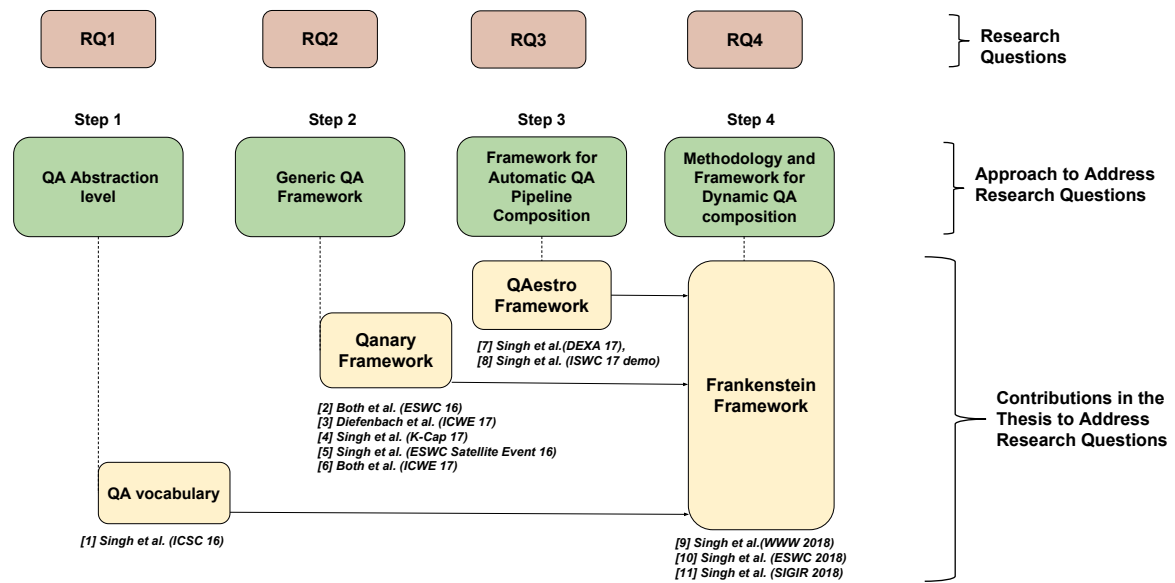 RQ1
RQ2
RQ3
RQ4
Research
Questions
Step 1
Step 2
Step 3
Step 4
QA Abstraction
level
Generic QA
Framework
Framework for
Automatic QA
Pipeline
Composition
Methodology and
Framework for
Dynamic QA
composition
Approach to Address
Research Questions
QAestro
Framework
[7] Singh et al.(DEXA 17),
[8] Singh et al. (ISWC 17 demo)
Qanary
Framework
[2] Both et al. (ESWC 16)
[3] Diefenbach et al. (ICWE 17)
[4] Singh et al. (K-Cap 17)
[5] Singh et al. (ESWC Satellite Event 16)
[6] Both et al. (ICWE 17)
Frankenstein
Framework
Contributions in the
Thesis to Address
Research Questions
QA vocabulary
[1] Singh et al. (ICSC 16)
[9] Singh et al.(WWW 2018)
[10] Singh et al. (ESWC 2018)
[11] Singh et al. (SIGIR 2018)